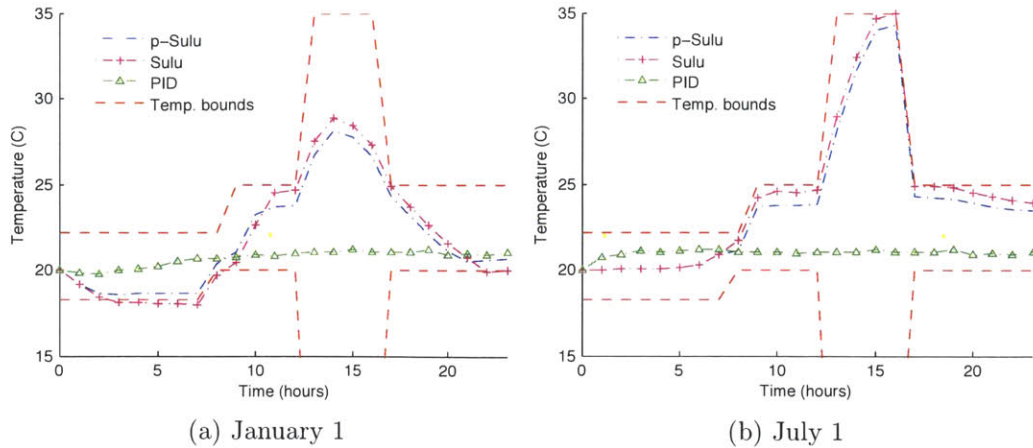 35
30
25
20
15
Temperature (C)
p-Sulu
Sulu
PID
Temp. bounds
0 5 10 15 20
Time (hours)
(a) January 1
35
30
25
20
15
Temperature (C)
p-Sulu
Sulu
PID
Temp. bounds
0 5 10 15 20
Time (hours)
(b) July 1